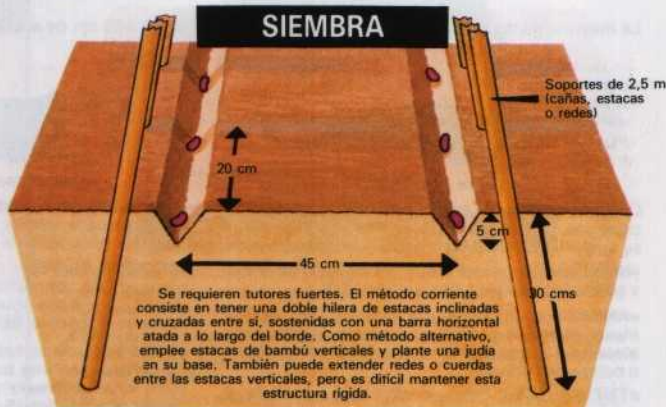 SIEMBRA
Soportes de 2,5 m
(cañas, estacas
o redes)
20 cm
5 cm
45 cm
30 cms
Se requieren tutores fuertes. El método corriente
consiste en tener una doble hilera de estacas inclinadas
y cruzadas entre sí, sostenidas con una barra horizontal
atada a lo largo del borde. Como método alternativo,
emplee estacas de bambú verticales y plante una judía
en su base. También puede extender redes o cuerdas
entre las estacas verticales, pero es difícil mantener esta
estructura rígida.